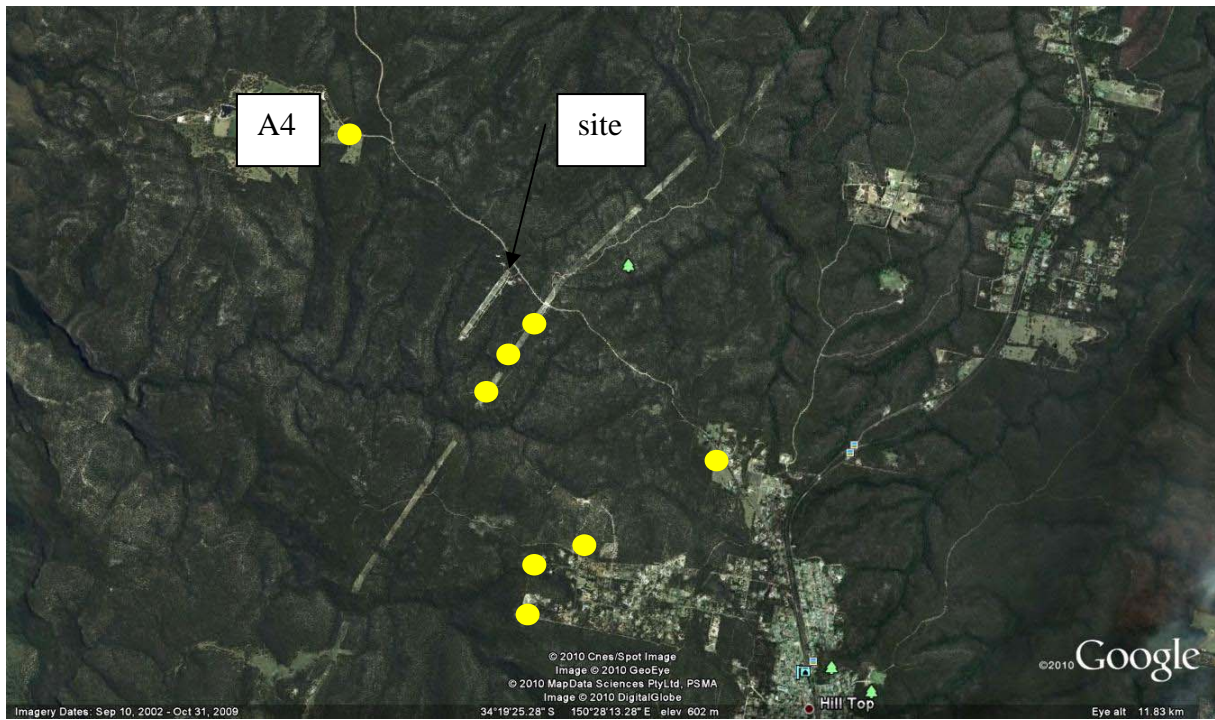 A4
site
© 2010 Cnes/Spot Image
Image © 2010 GeoEye
© 2010 MapData Sciences PtyLtd, PSMA
Image © 2010 DigitalGlobe
©2010 Google
Hill Top
Imagery Dates: Sep 10, 2002 - Oct 31, 2009
34°19'25.28" S 150°28'13.28" E elev 602 m
Eye alt 11.83 km